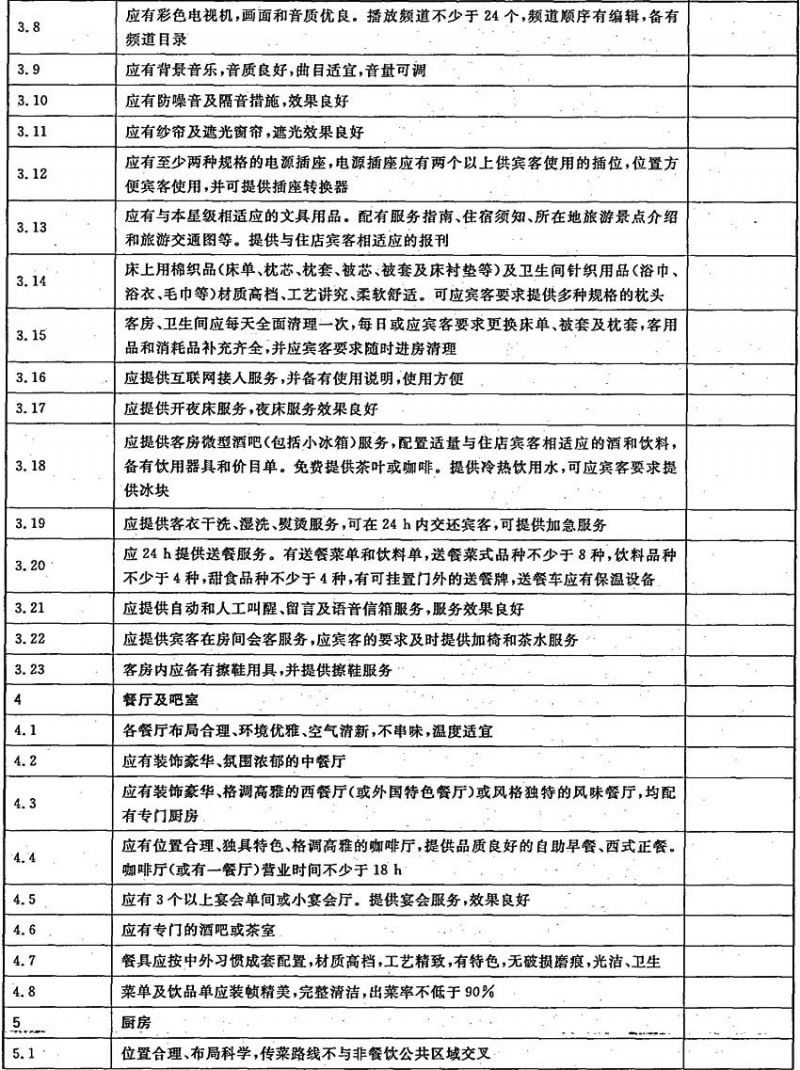 3.8
应有彩色电视机,画面和音质优良。播放频道不少于 24 个,频道顺序有编辑,备有
频道目录
3.9
应有背景音乐,音质良好,曲目适宜,音量可调
3.10
应有防噪音及隔音措施,效果良好
3.11
应有纱帘及遮光窗帘,遮光效果良好
3.12
应有至少两种规格的电源插座,电源插座应有两个以上供宾客使用的插位,位置方
便宾客使用,并可提供插座转换器
3.13
应有与本星级相适应的文具用品。配有服务指南、住宿须知、所在地旅游景点介绍
和旅游交通图等。提供与住店宾客相适应的报刊
3.14
床上用棉织品(床单、枕芯、枕套、被芯、被套及床衬垫等)及卫生间针织用品(浴巾、
浴衣、毛巾等)材质高档、工艺讲究、柔软舒适。可应宾客要求提供多种规格的枕头
3.15
客房、卫生间应每天全面清理一次,每日或应宾客要求更换床单、被套及枕套,客用
品和消耗品补充齐全,并应宾客要求随时进房清理
3.16
应提供互联网接人服务,并备有使用说明,使用方便
3.17
应提供开夜床服务,夜床服务效果良好
3.18
应提供客房微型酒吧(包括小冰箱)服务,配置适量与住店宾客相适应的酒和饮料,
备有饮用器具和价目单。免费提供茶叶或咖啡。提供冷热饮用水,可应宾客要求提
供冰块
3.19
应提供客衣干洗、湿洗、熨烫服务,可在 24 h 内交还宾客,可提供加急服务
3.20
应 24 h 提供送餐服务。有送餐菜单和饮料单,送餐菜式品种不少于 8 种,饮料品种
不少于 4 种,甜食品种不少于 4 种,有可挂置门外的送餐牌,送餐车应有保温设备
3.21
应提供自动和人工叫醒、留言及语音信箱服务,服务效果良好
3.22
应提供宾客在房间会客服务,应宾客的要求及时提供加椅和茶水服务
3.23
客房内应备有擦鞋用具,并提供擦鞋服务
4
餐厅及吧室
4.1
各餐厅布局合理、环境优雅、空气清新,不串味,温度适宜
4.2
应有装饰豪华、氛围浓郁的中餐厅
4.3
应有装饰豪华、格调高雅的西餐厅(或外国特色餐厅)或风格独特的风味餐厅,均配
有专门厨房
4.4
应有位置合理、独具特色、格调高雅的咖啡厅,提供品质良好的自助早餐、西式正餐。
咖啡厅(或有一餐厅)营业时间不少于 18 h
4.5
应有 3 个以上宴会单间或小宴会厅。提供宴会服务,效果良好
4.6
应有专门的酒吧或茶室
4.7
餐具应按中外习惯成套配置,材质高档,工艺精致,有特色,无破损磨痕,光洁、卫生
4.8
菜单及饮品单应装帧精美,完整清洁,出菜率不低于 90%
5
厨房
5.1
位置合理、布局科学,传菜路线不与非餐饮公共区域交叉